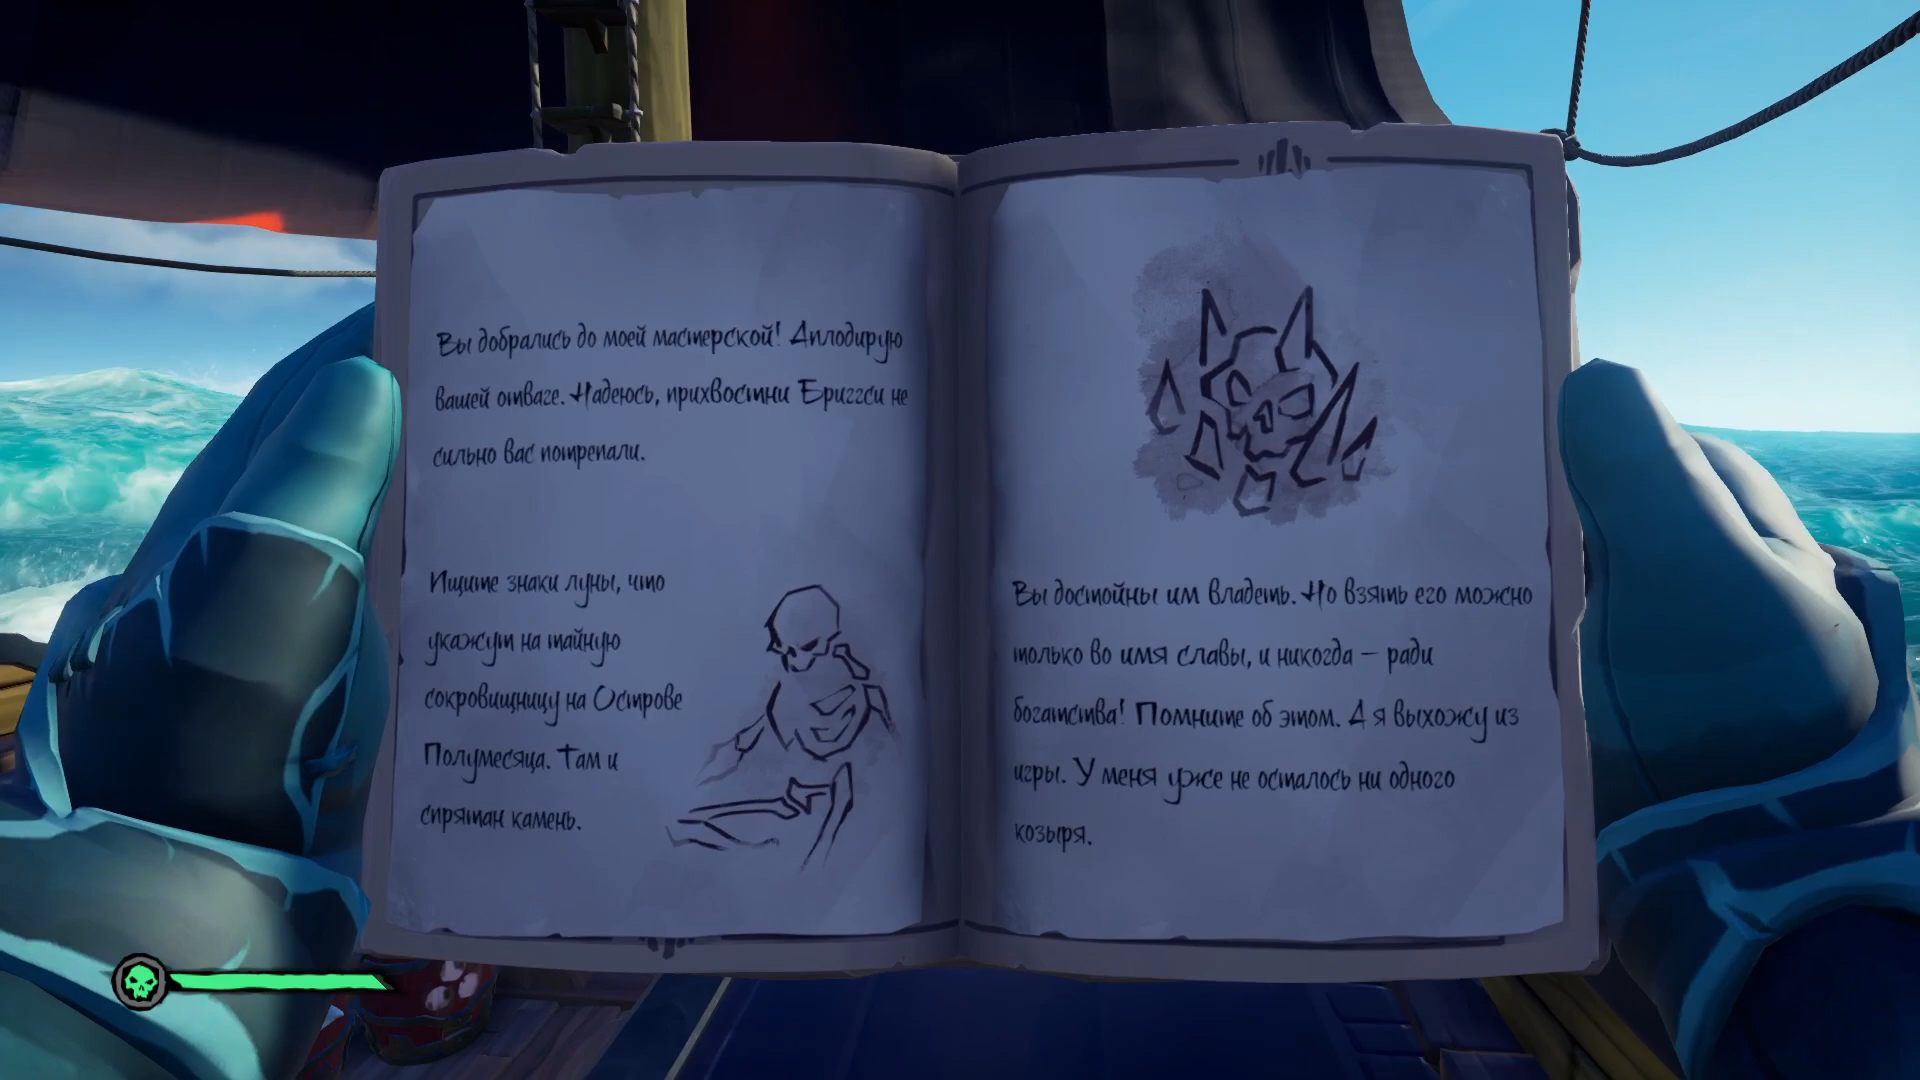 Вы добрались до моей мастерской! Аплодирую
вашей отваге. Надеюсь, прихвостни Бриггси не
сильно вас потрепали.
Ищите знаки луны, что
укажут на тайную
сокровищницу на Острове
Полумесяца. Там и
спрятан камень.
Вы достойны им владеть. Но взять его можно
только во имя славы, и никогда – ради
богатства! Помните об этом. А я выхожу из
игры. У меня уже не осталось ни одного
козыря.